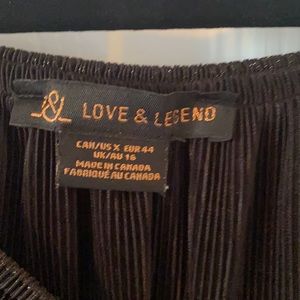 l&l
LOVE & LEGEND
CAN/US X EUR 44
UK/AU 16
MADE IN CANADA
FABRIQUÉ AU CANADA